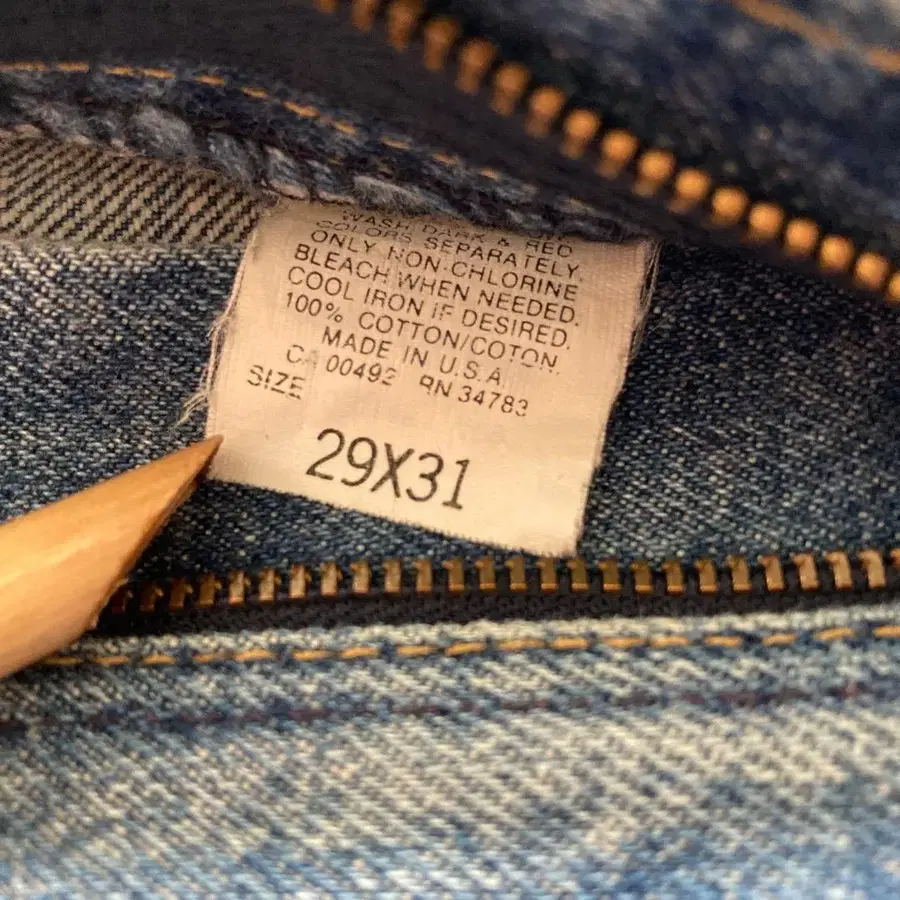 WASH DARK & RED
COLORS SEPARATELY.
ONLY NON-CHLORINE
BLEACH WHEN NEEDED.
COOL IRON IF DESIRED.
100% COTTON/COTON.
MADE IN U.S.A.
CA 00492 RN 34783
SIZE
29X31